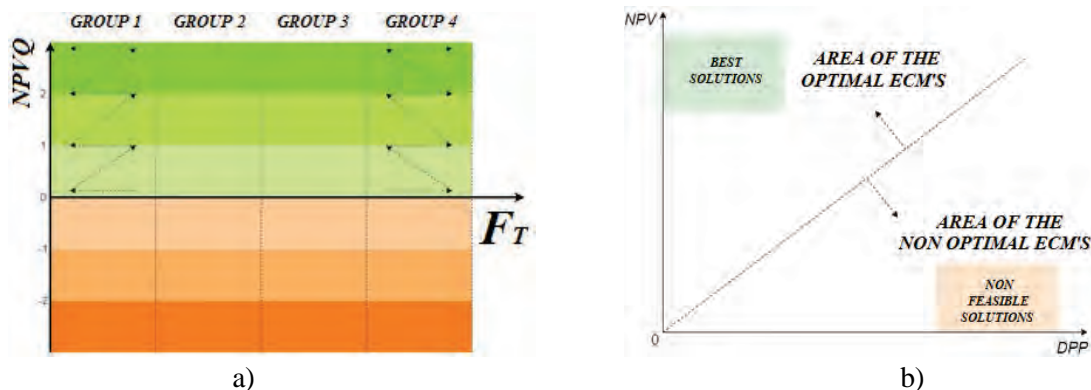 GROUP 1 GROUP 2 GROUP 3 GROUP 4
NPVQ
2
1
0
-1
-2
F T
a)
NPV
BEST
SOLUTIONS
AREA OF THE
OPTIMAL ECM'S
AREA OF THE
NON OPTIMAL ECM'S
NON
FEASIBLE
SOLUTIONS
0
DPP
b)